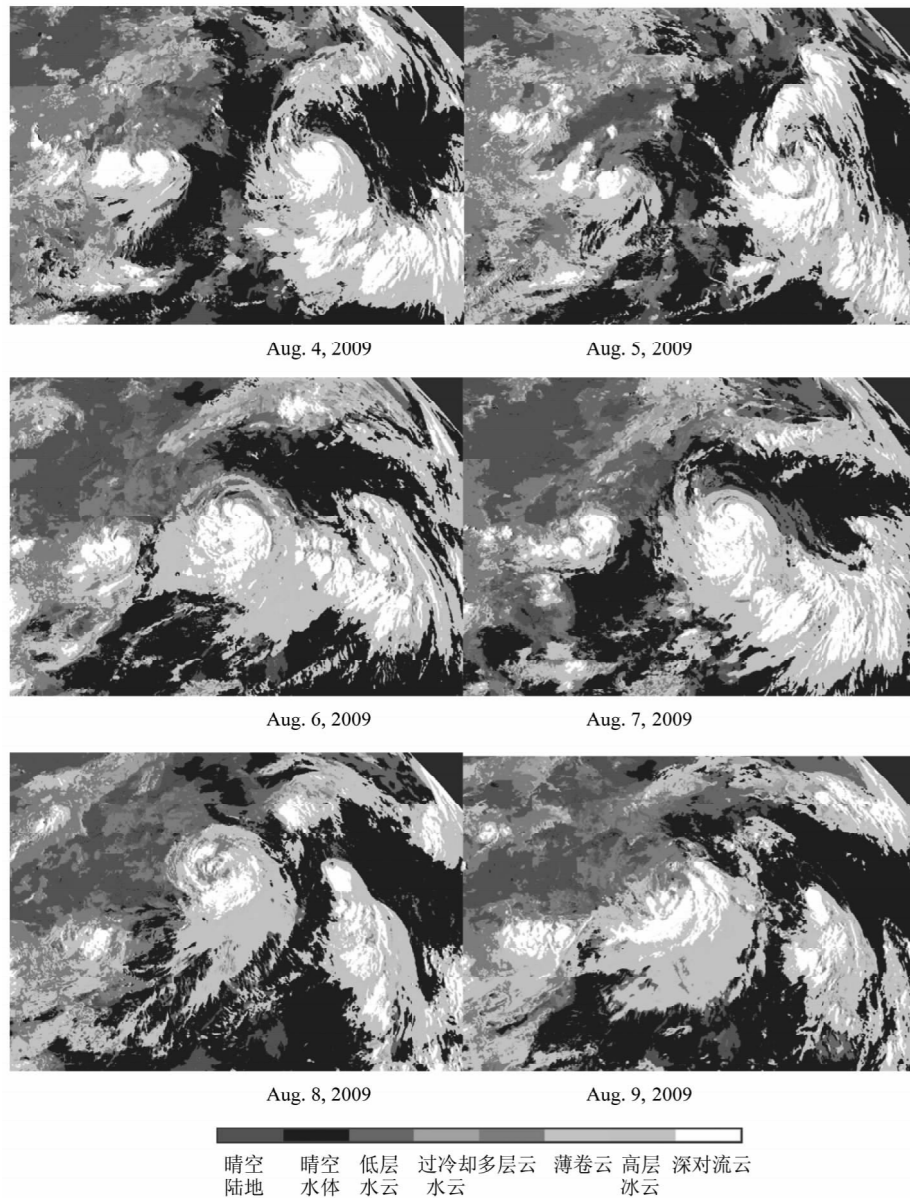 Aug. 4, 2009
Aug. 5, 2009
Aug. 6, 2009
Aug. 7, 2009
Aug. 8, 2009
Aug. 9, 2009
晴空 晴空 低层 过冷却多层云 薄卷云 高层 深对流云
陆地 水体 水云 水云 冰云